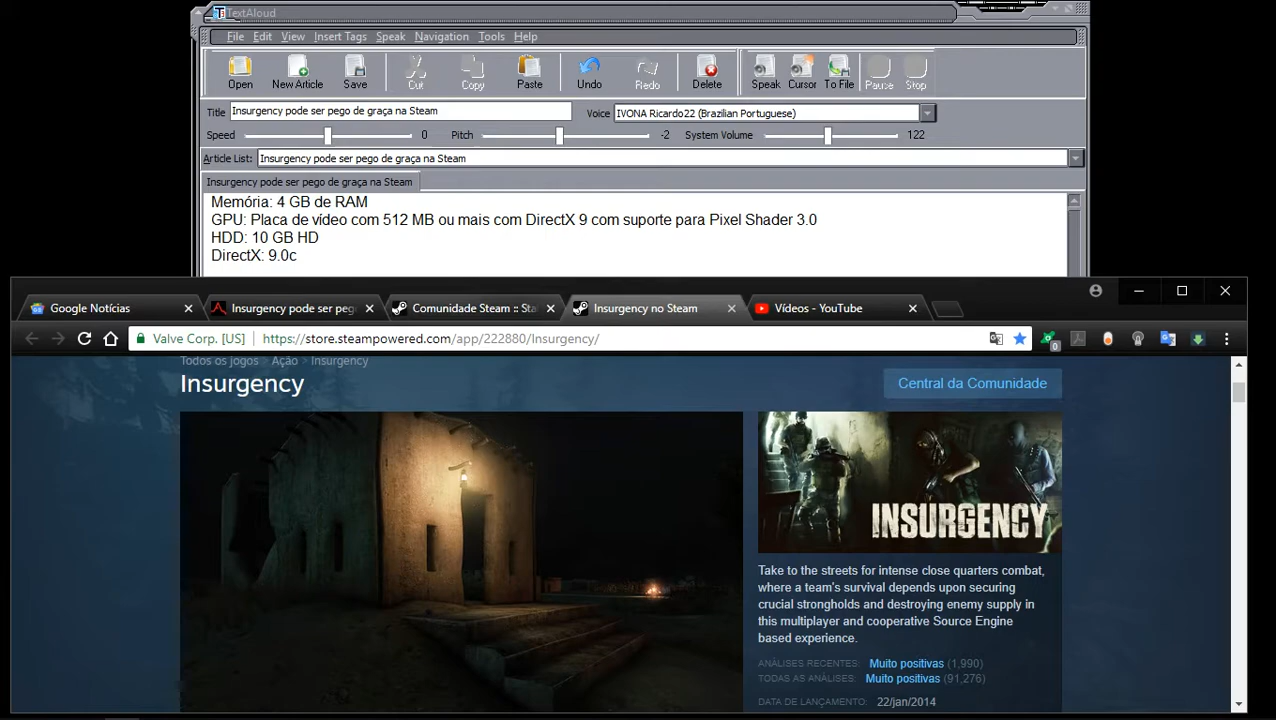 TextAloud
File Edit View Insert Tags Speak Navigation Tools Help
Open New Article Save Cut Copy Paste Undo Redo Delete Speak Cursor To File Pause Stop
Title Insurgency pode ser pego de graça na Steam Voice IVONA Ricardo22 (Brazilian Portuguese)
Speed 0 Pitch -2 System Volume 122
Article List: Insurgency pode ser pego de graça na Steam
Insurgency pode ser pego de graça na Steam
Memória: 4 GB de RAM
GPU: Placa de vídeo com 512 MB ou mais com DirectX 9 com suporte para Pixel Shader 3.0
HDD: 10 GB HD
DirectX: 9.0c
Google Notícias Insurgency pode ser peg Comunidade Steam :: Ste Insurgency no Steam Vídeos - YouTube
Valve Corp. [US] https://store.steampowered.com/app/222880/Insurgency/ 0
Todos os jogos > Ação > Insurgency
Insurgency Central da Comunidade
INSURGENCY
Take to the streets for intense close quarters combat,
where a team's survival depends upon securing
crucial strongholds and destroying enemy supply in
this multiplayer and cooperative Source Engine
based experience.
ANÁLISES RECENTES: Muito positivas (1,990)
TODAS AS ANÁLISES: Muito positivas (91,276)
DATA DE LANÇAMENTO: 22/jan/2014